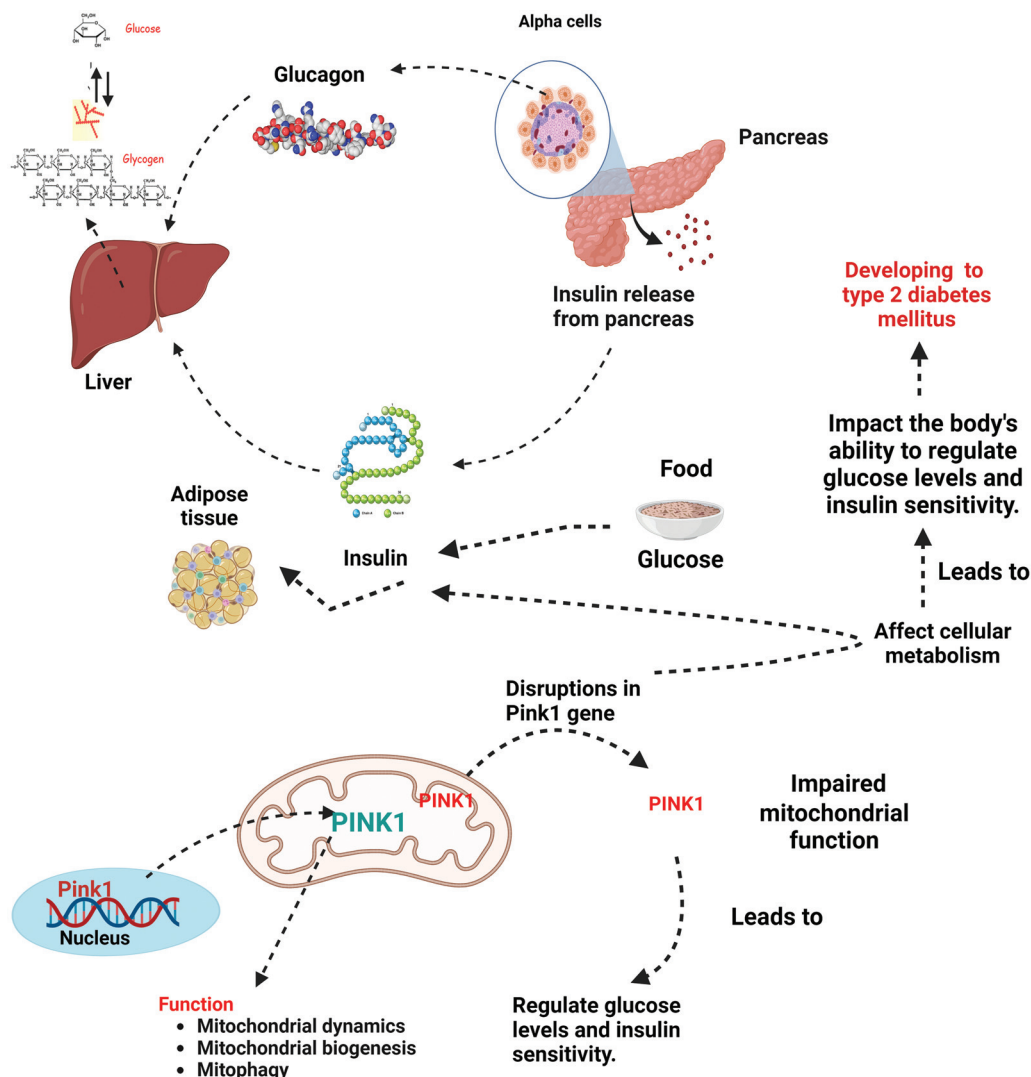 Alpha cells
Glucose
Glucagon
Pancreas
Glycogen
Insulin release
from pancreas
Developing to
type 2 diabetes
mellitus
Liver
Impact the body's
ability to regulate
glucose levels and
insulin sensitivity.
Chain A
Chain B
Food
Glucose
Adipose
tissue
Insulin
Leads to
Affect cellular
metabolism
Disruptions in
Pink1 gene
PINK1
PINK1
PINK1
Impaired
mitochondrial
function
Pink1
Nucleus
Leads to
Function
• Mitochondrial dynamics
• Mitochondrial biogenesis
• Mitophagy
Regulate glucose
levels and insulin
sensitivity.